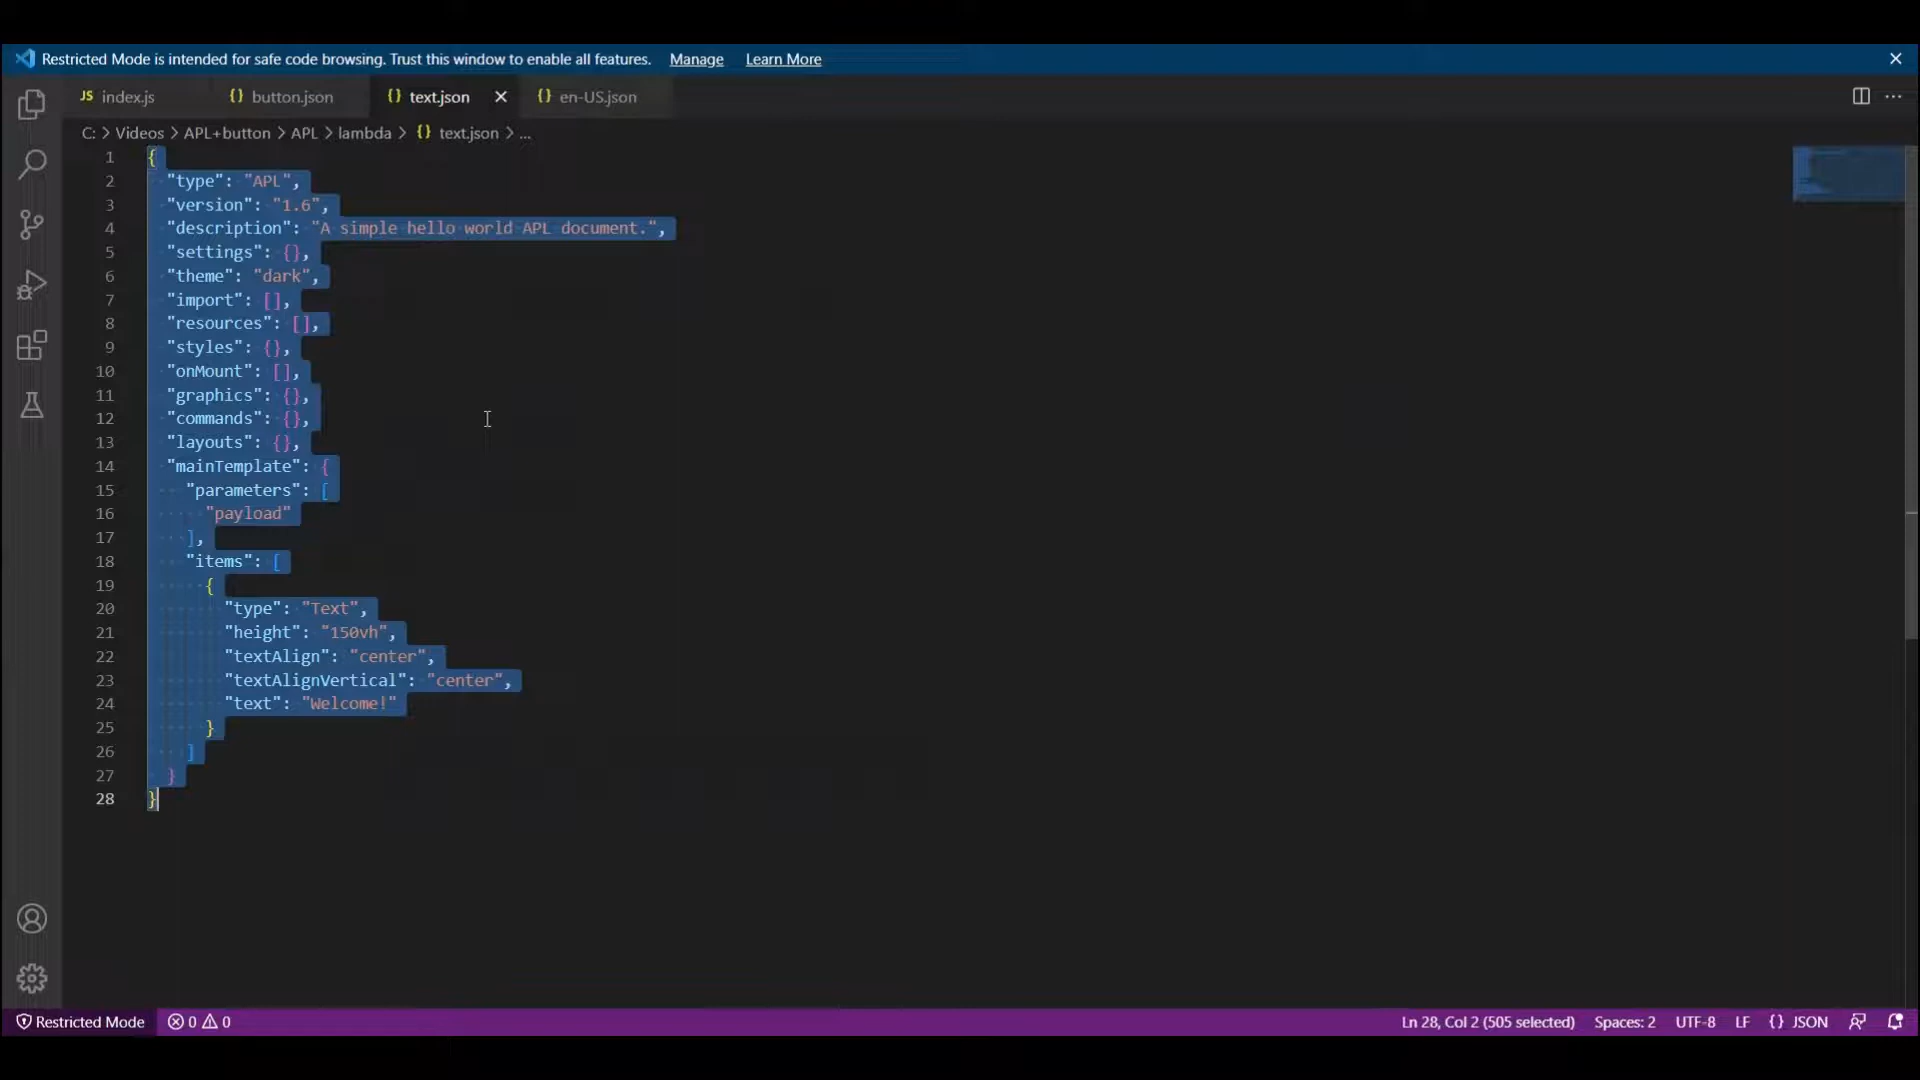 Restricted Mode is intended for safe code browsing. Trust this window to enable all features. Manage Learn More
JS index.js {} button.json {} text.json {} en-US.json
C: > Videos > APL+button > APL > lambda > {} text.json > ...
1 {
2 "type": "APL",
3 "version": "1.6",
4 "description": "A simple hello world APL document.",
5 "settings": {},
6 "theme": "dark",
7 "import": [],
8 "resources": [],
9 "styles": {},
10 "onMount": [],
11 "graphics": {},
12 "commands": {},
13 "layouts": {},
14 "mainTemplate": {
15 "parameters": [
16 "payload"
17 ],
18 "items": [
19 {
20 "type": "Text",
21 "height": "150vh",
22 "textAlign": "center",
23 "textAlignVertical": "center",
24 "text": "Welcome!"
25 }
26 ]
27 }
28 }
Restricted Mode 0 0 Ln 28, Col 2 (505 selected) Spaces: 2 UTF-8 LF {} JSON